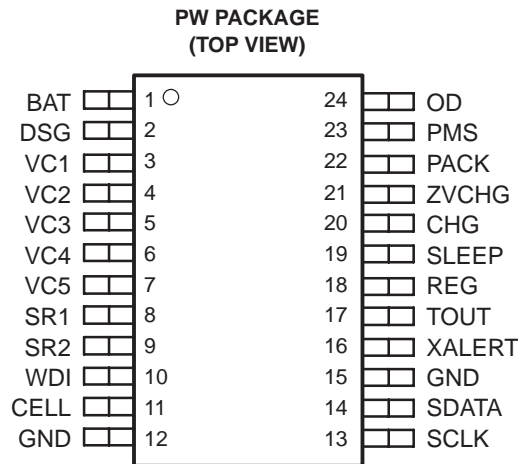 PW PACKAGE
(TOP VIEW)
BAT 1 24 OD
DSG 2 23 PMS
VC1 3 22 PACK
VC2 4 21 ZVCHG
VC3 5 20 CHG
VC4 6 19 SLEEP
VC5 7 18 REG
SR1 8 17 TOUT
SR2 9 16 XALERT
WDI 10 15 GND
CELL 11 14 SDATA
GND 12 13 SCLK